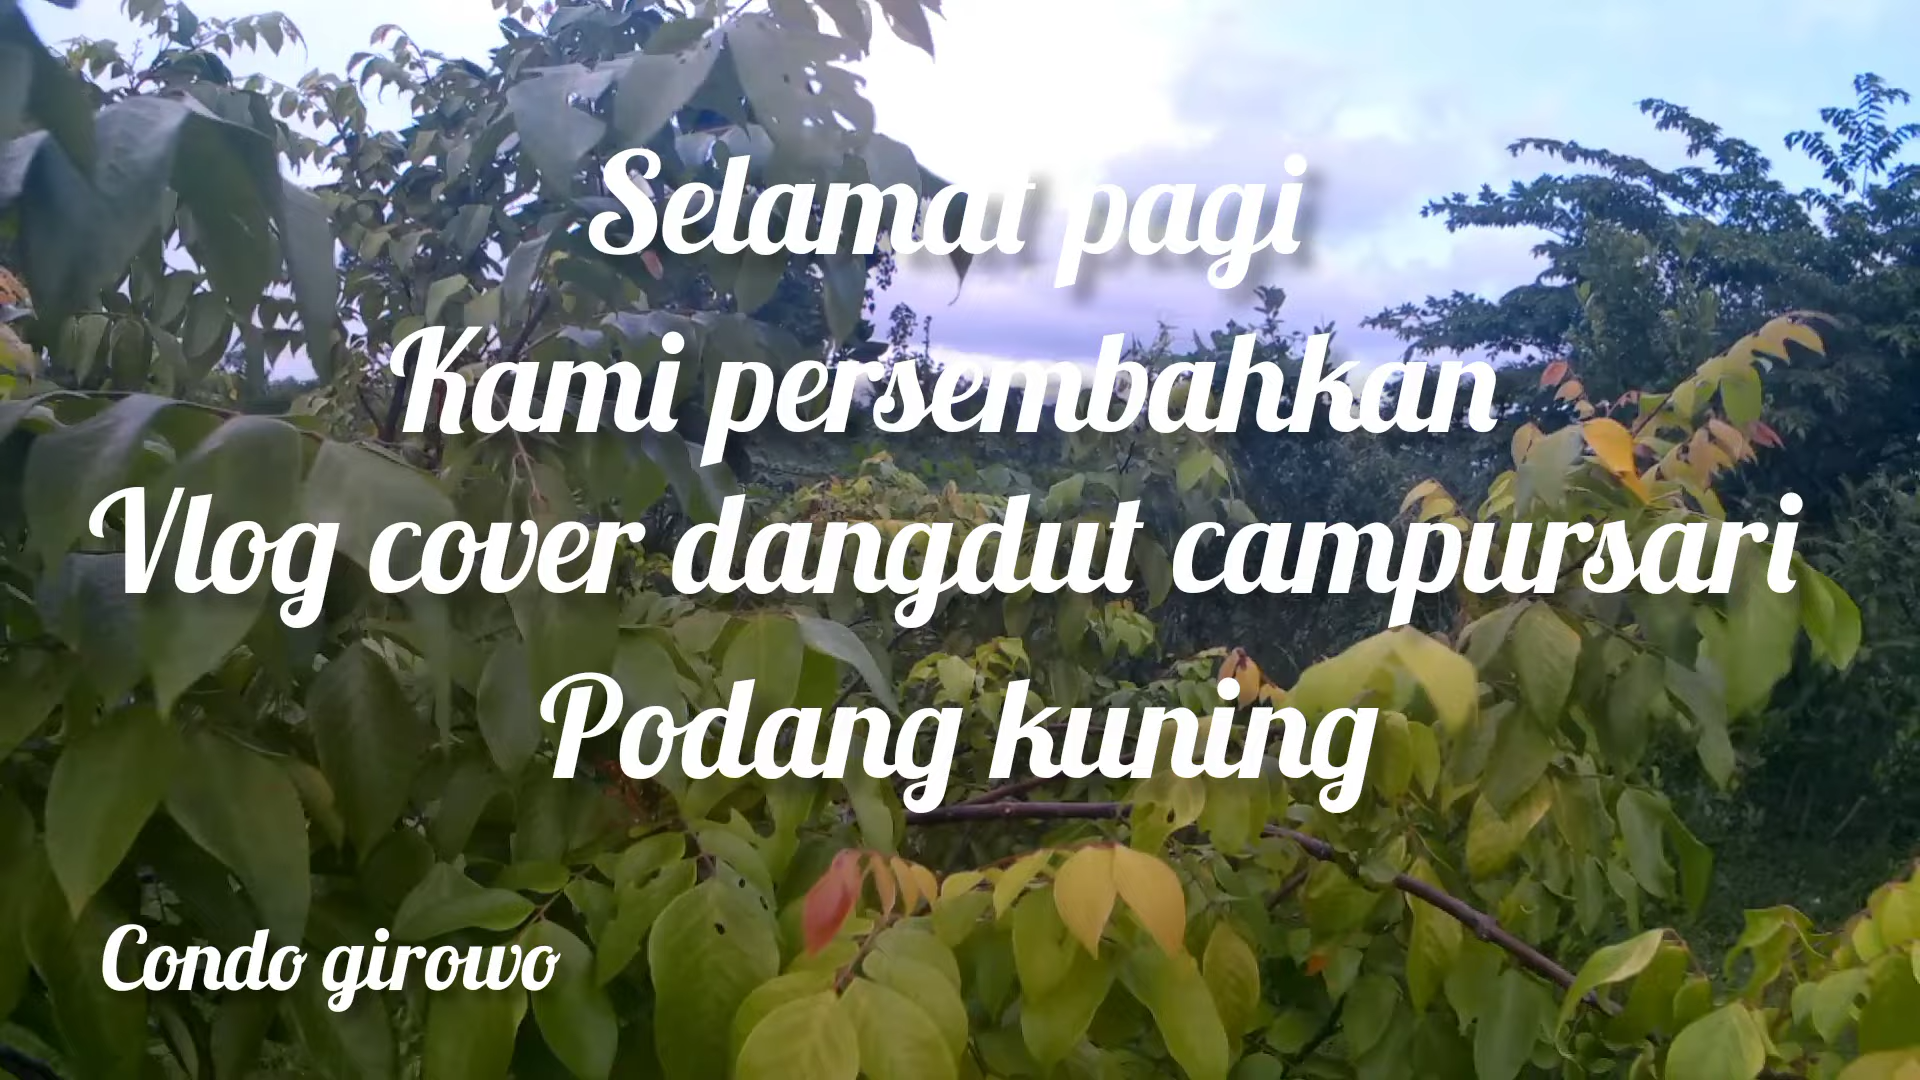 Selamat pagi
Kami persembahkan
Vlog cover dangdut campursari
Podang kuning
Condo girowo